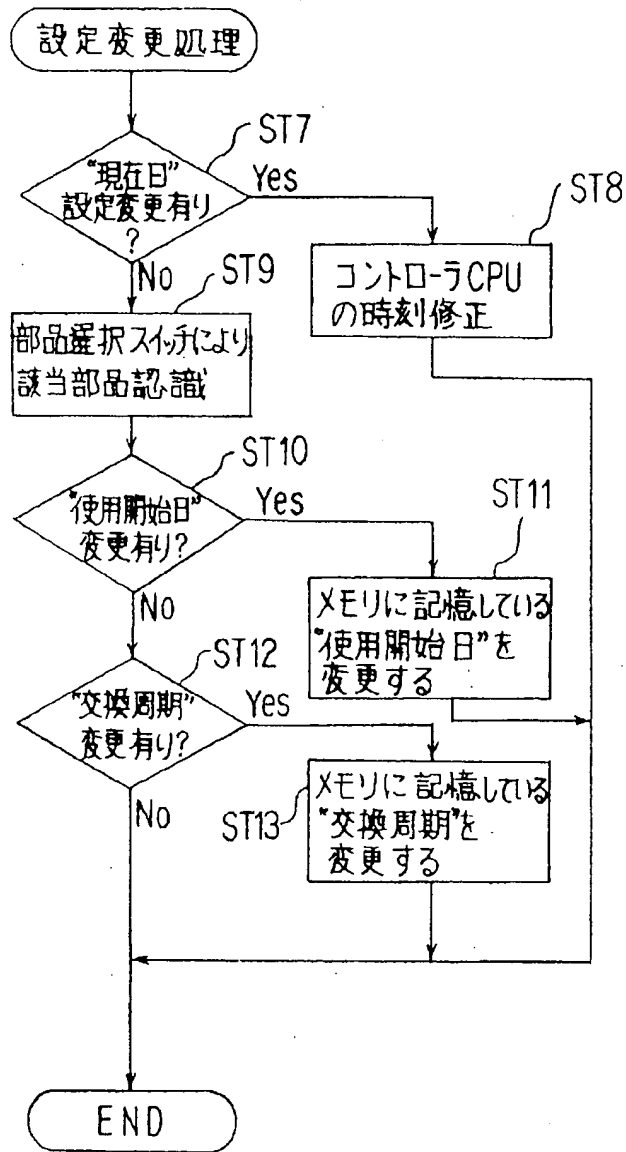 設定変更処理
ST7
“現在日”
設定変更有り
?
Yes
ST8
コントローラCPU
の時刻修正
No
ST9
部品選択スイッチにより
該当部品認識
ST10
“使用開始日”
変更有り?
Yes
ST11
メモリに記憶している
“使用開始日”を
変更する
No
ST12
“交換周期”
変更有り?
Yes
ST13
メモリに記憶している
“交換周期”を
変更する
No
END